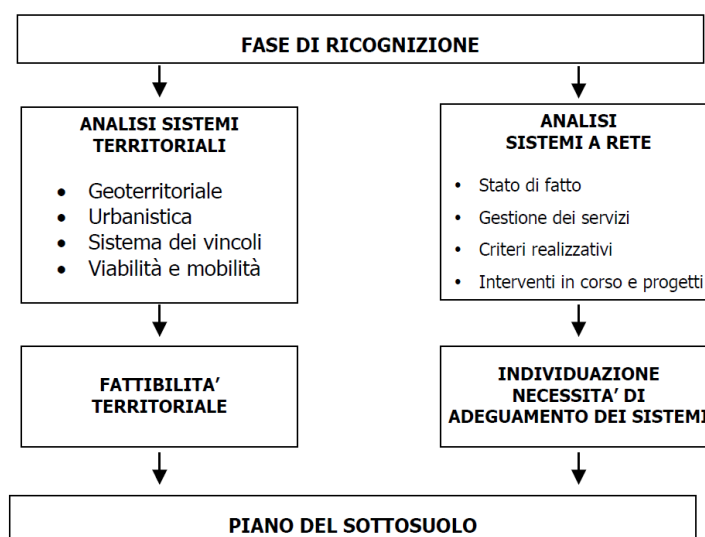 FASE DI RICOGNIZIONE
ANALISI SISTEMI
TERRITORIALI
• Geoterritoriale
• Urbanistica
• Sistema dei vincoli
• Viabilità e mobilità
ANALISI
SISTEMI A RETE
• Stato di fatto
• Gestione dei servizi
• Criteri realizzativi
• Interventi in corso e progetti
FATTIBILITA’
TERRITORIALE
INDIVIDUAZIONE
NECESSITA’ DI
ADEGUAMENTO DEI SISTEMI
PIANO DEL SOTTOSUOLO